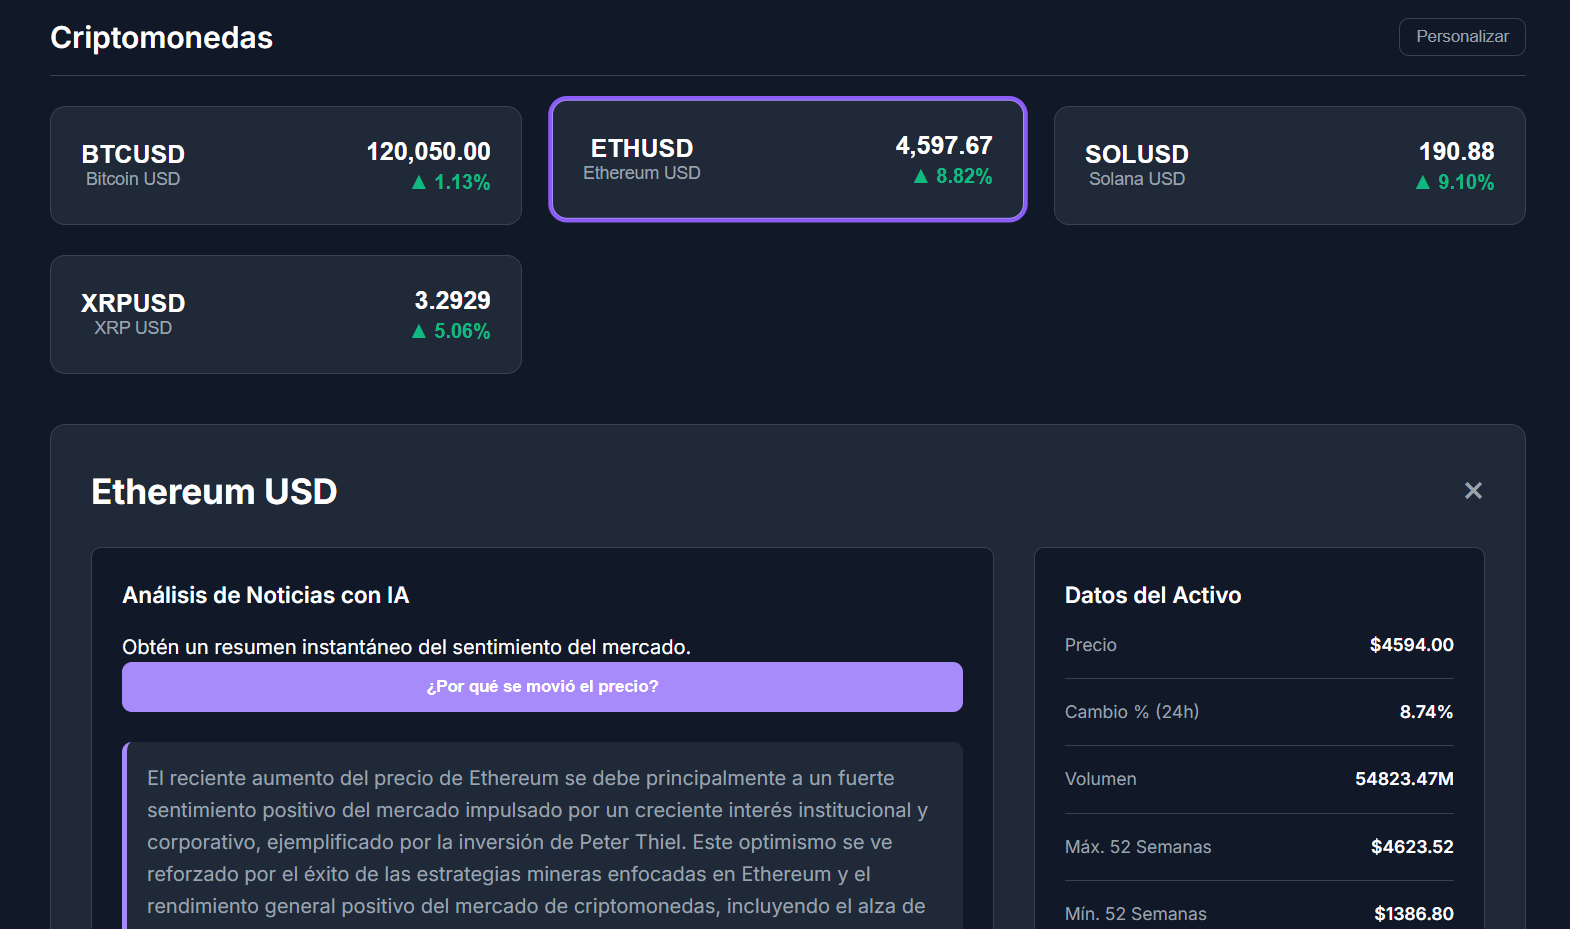 Criptomonedas
Personalizar
BTCUSD
Bitcoin USD
120,050.00
▲ 1.13%
ETHUSD
Ethereum USD
4,597.67
▲ 8.82%
SOLUSD
Solana USD
190.88
▲ 9.10%
XRPUSD
XRP USD
3.2929
▲ 5.06%
Ethereum USD
×
Análisis de Noticias con IA
Obtén un resumen instantáneo del sentimiento del mercado.
¿Por qué se movió el precio?
El reciente aumento del precio de Ethereum se debe principalmente a un fuerte
sentimiento positivo del mercado impulsado por un creciente interés institucional y
corporativo, ejemplificado por la inversión de Peter Thiel. Este optimismo se ve
reforzado por el éxito de las estrategias mineras enfocadas en Ethereum y el
rendimiento general positivo del mercado de criptomonedas, incluyendo el alza de
Datos del Activo
Precio $4594.00
Cambio % (24h) 8.74%
Volumen 54823.47M
Máx. 52 Semanas $4623.52
Mín. 52 Semanas $1386.80